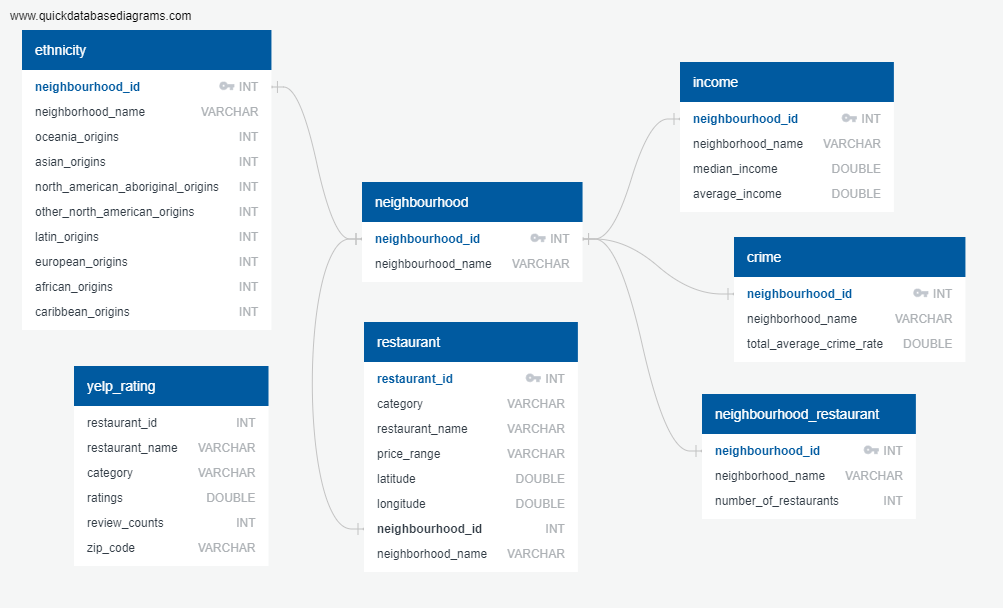 www.quickdatabasediagrams.com
ethnicity
neighbourhood_id INT
neighborhood_name VARCHAR
oceania_origins INT
asian_origins INT
north_american_aboriginal_origins INT
other_north_american_origins INT
latin_origins INT
european_origins INT
african_origins INT
caribbean_origins INT
yelp_rating
restaurant_id INT
restaurant_name VARCHAR
category VARCHAR
ratings DOUBLE
review_counts INT
zip_code VARCHAR
neighbourhood
neighbourhood_id INT
neighbourhood_name VARCHAR
restaurant
restaurant_id INT
category VARCHAR
restaurant_name VARCHAR
price_range VARCHAR
latitude DOUBLE
longitude DOUBLE
neighbourhood_id INT
neighborhood_name VARCHAR
income
neighbourhood_id INT
neighborhood_name VARCHAR
median_income DOUBLE
average_income DOUBLE
crime
neighbourhood_id INT
neighborhood_name VARCHAR
total_average_crime_rate DOUBLE
neighbourhood_restaurant
neighbourhood_id INT
neighborhood_name VARCHAR
number_of_restaurants INT